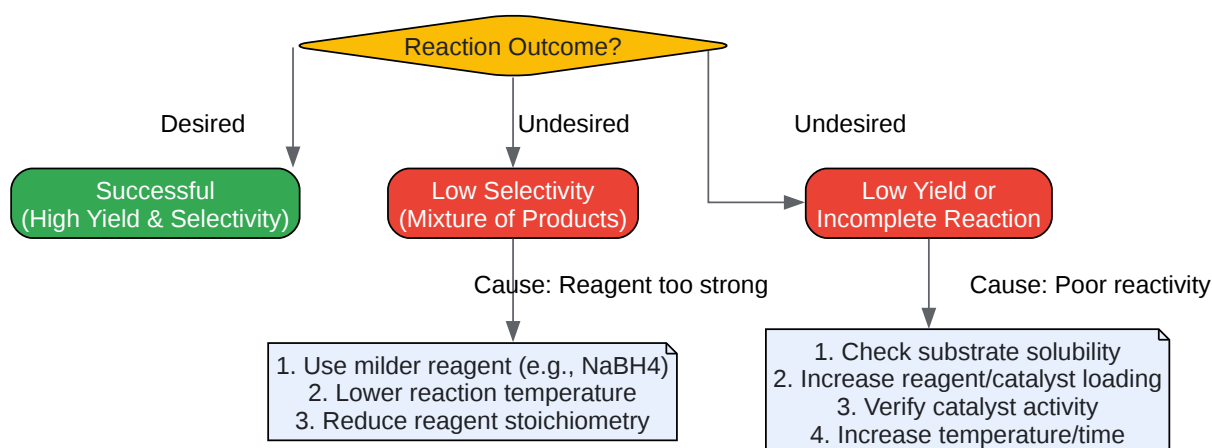 Reaction Outcome?
Desired
Undesired
Undesired
Successful
(High Yield & Selectivity)
Low Selectivity
(Mixture of Products)
Low Yield or
Incomplete Reaction
Cause: Reagent too strong
Cause: Poor reactivity
1. Use milder reagent (e.g., NaBH4)
2. Lower reaction temperature
3. Reduce reagent stoichiometry
1. Check substrate solubility
2. Increase reagent/catalyst loading
3. Verify catalyst activity
4. Increase temperature/time